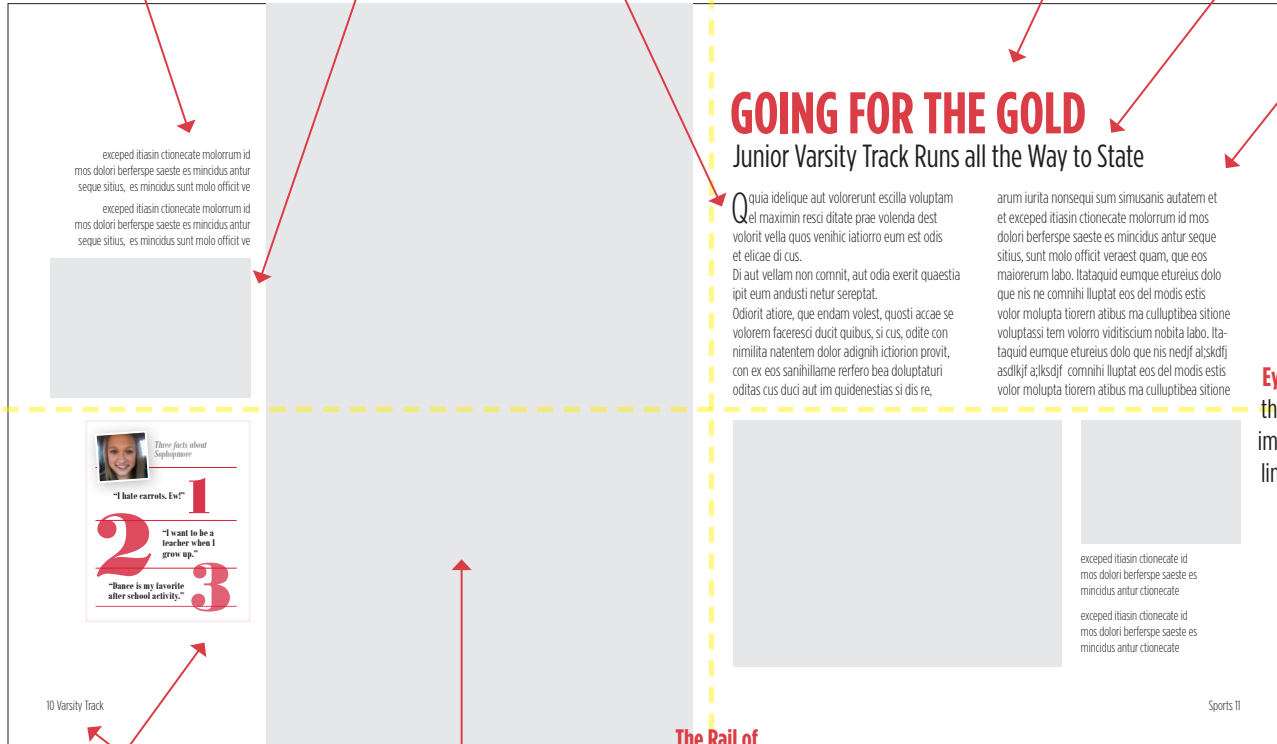 exceped itiasin ctionecate molorrum id
mos dolori berferspe saeste es mincidus antur
seque sitius, es mincidus sunt molo officit ve
exceped itiasin ctionecate molorrum id
mos dolori berferspe saeste es mincidus antur
seque sitius, es mincidus sunt molo officit ve
Three facts about
Sophopmore
“I hate carrots. Ew!” 1
2 “I want to be a
teacher when I
grow up.”
“Dance is my favorite
after school activity.” 3
10 Varsity Track
GOING FOR THE GOLD
Junior Varsity Track Runs all the Way to State
Qquia idelique aut volorerunt escilla voluptam
el maximin resci ditate prae volenda dest
volorit vella quos venihic iatiorro eum est odis
et elicae di cus.
Di aut vellam non comnit, aut odia exerit quaestia
ipit eum andusti netur sereptat.
Odiorit atiore, que endam volest, quosti accae se
volorem faceresci ducit quibus, si cus, odite con
nimilita natentem dolor adignih ictiorion provit,
con ex eos sanihillame rerfero bea doluptaturi
oditas cus duci aut im quidenestias si dis re,
arum iurita nonsequi sum simusanis autatem et
et exceped itiasin ctionecate molorrum id mos
dolori berferspe saeste es mincidus antur seque
sitius, sunt molo officit veraest quam, que eos
maiorerum labo. Itataquid eumque etureius dolo
que nis ne comnihi lluptat eos del modis estis
volor molupta tiorern atibus ma culluptibea sitione
voluptassi tem volorro viditiscium nobita labo. Ita-
taquid eumque etureius dolo que nis nedjf al;skdfj
asdlkjf a;lksdjf comnihi lluptat eos del modis estis
volor molupta tiorern atibus ma culluptibea sitione
Ey
th
im
lin
exceped itiasin ctionecate id
mos dolori berferspe saeste es
mincidus antur ctionecate
exceped itiasin ctionecate id
mos dolori berferspe saeste es
mincidus antur ctionecate
Sports 11
The Rail of